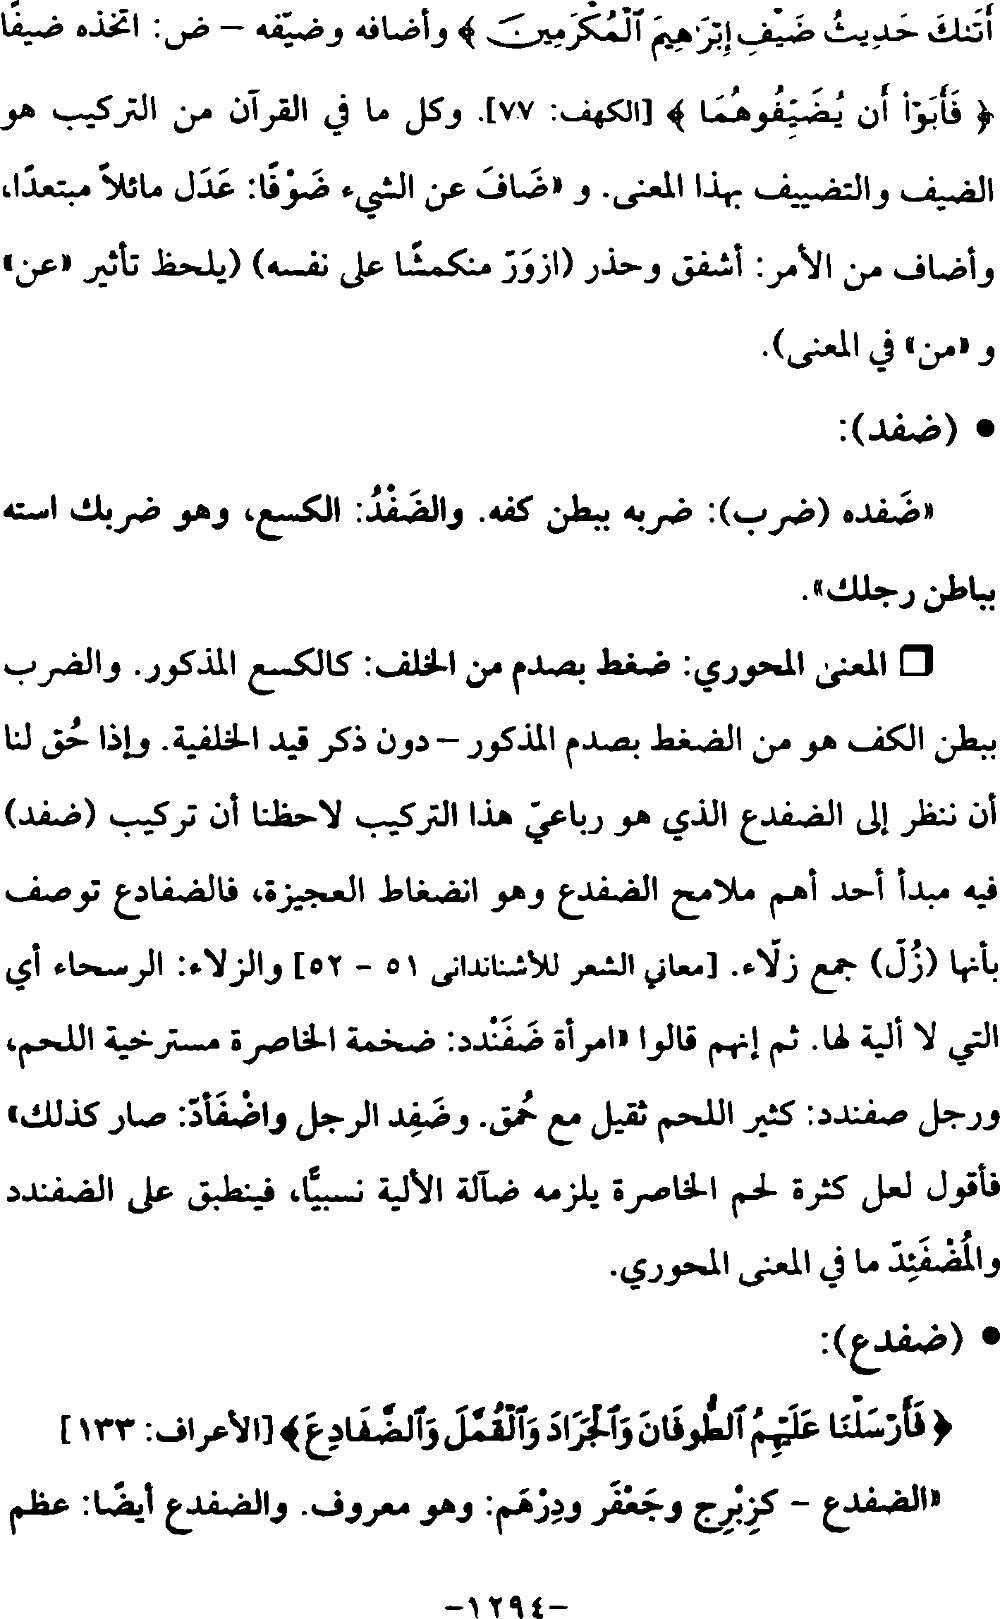 أَتَىٰكَ حَدِيثُ ضَيْفِ إِبْرَٰهِيمَ ٱلْمُكْرَمِينَ ﴾ وأضافه وضيّفه – ض: اتخذه ضيفًا
﴿ فَأَبَوْا۟ أَن يُضَيِّفُوهُمَا ﴾ [الكهف: ٧٧]. وكل ما في القرآن من التركيب هو
الضيف والتضييف بهذا المعنى. و «ضَافَ عن الشيء ضَوْفًا: عَدَل مائلاً مبتعدًا،
وأضاف من الأمر: أشفق وحذر (ازوَرّ منكمشًا على نفسه) (يلحظ تأثير «عن»
و «من» في المعنى).
• (ضفد):
«ضَفده (ضرب): ضربه ببطن كفه. والضَفْدُ: الكسع، وهو ضربك استه
بباطن رجلك».
❒ المعنىٰ المحوري: ضغط بصدم من الخلف: كالكسع المذكور. والضرب
ببطن الكف هو من الضغط بصدم المذكور – دون ذكر قيد الخلفية. وإذا حُق لنا
أن ننظر إلى الضفدع الذي هو رباعيّ هذا التركيب لاحظنا أن تركيب (ضفد)
فيه مبدأ أحد أهم ملامح الضفدع وهو انضغاط العجيزة، فالضفادع توصف
بأنها (زُلّ) جمع زلّاء. [معاني الشعر للأشناندانى ٥١ - ٥٢] والزلاء: الرسحاء أي
التي لا ألية لها. ثم إنهم قالوا «امرأة ضَفَنْدد: ضخمة الخاصرة مسترخية اللحم،
ورجل صفندد: كثير اللحم ثقيل مع حُمق. وضَفِد الرجل واضْفَأَدّ: صار كذلك»
فأقول لعل كثرة لحم الخاصرة يلزمه ضآلة الألية نسبيًّا، فينطبق على الضفندد
والمُضْفَئِدّ ما في المعنى المحوري.
• (ضفدع):
﴿ فَأَرْسَلْنَا عَلَيْهِمُ ٱلطُّوفَانَ وَٱلْجَرَادَ وَٱلْقُمَّلَ وَٱلضَّفَادِعَ ﴾ [الأعراف: ١٣٣]
«الضفدع - كزِبْرِج وجَعْفَر ودِرْهَم: وهو معروف. والضفدع أيضًا: عظم
-١٢٩٤-